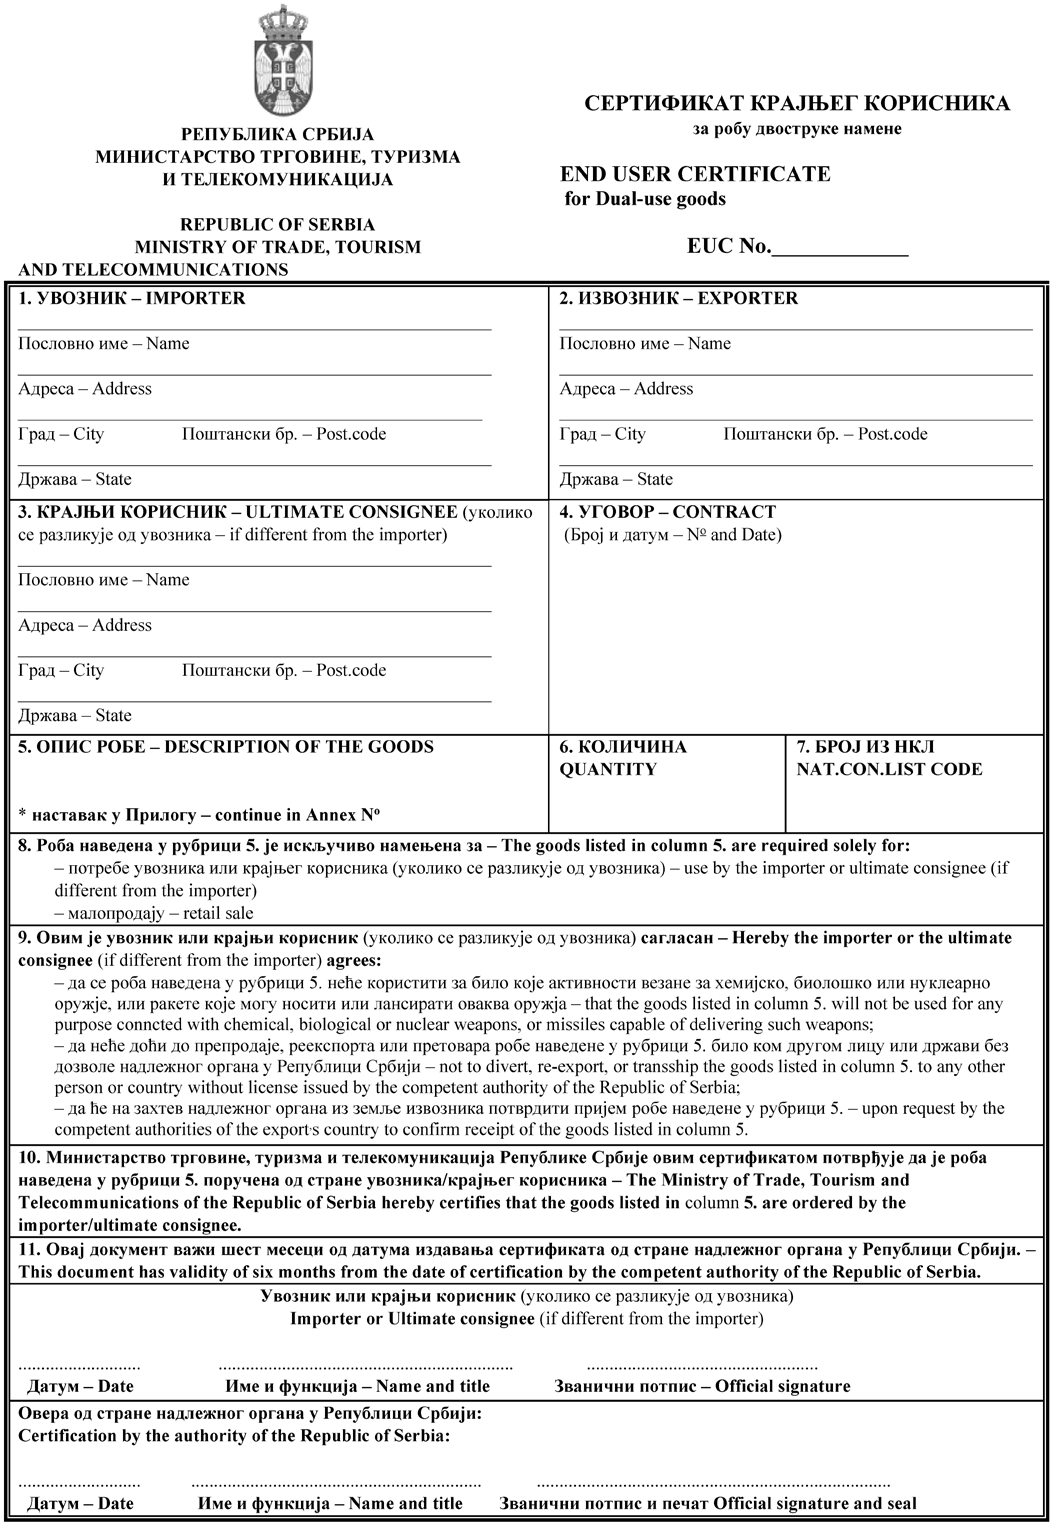 РЕПУБЛИКА СРБИЈА
МИНИСТАРСТВО ТРГОВИНЕ, ТУРИЗМА
И ТЕЛЕКОМУНИКАЦИЈА
REPUBLIC OF SERBIA
MINISTRY OF TRADE, TOURISM
AND TELECOMMUNICATIONS
СЕРТИФИКАТ КРАЈЊЕГ КОРИСНИКА
за робу двоструке намене
END USER CERTIFICATE
for Dual-use goods
EUC No.____________
1. УВОЗНИК – IMPORTER
Пословно име – Name
Адреса – Address
Град – City Поштански бр. – Post.code
Држава – State
2. ИЗВОЗНИК – EXPORTER
Пословно име – Name
Адреса – Address
Град – City Поштански бр. – Post.code
Држава – State
3. КРАЈЊИ КОРИСНИК – ULTIMATE CONSIGNEE (уколико
се разликује од увозника – if different from the importer)
Пословно име – Name
Адреса – Address
Град – City Поштански бр. – Post.code
Држава – State
4. УГОВОР – CONTRACT
(Број и датум – Nº and Date)
5. ОПИС РОБЕ – DESCRIPTION OF THE GOODS
* наставак у Прилогу – continue in Annex Nº
6. КОЛИЧИНА
QUANTITY
7. БРОЈ ИЗ НКЛ
NAT.CON.LIST CODE
8. Роба наведена у рубрици 5. је искључиво намењена за – The goods listed in column 5. are required solely for:
– потребе увозника или крајњег корисника (уколико се разликује од увозника) – use by the importer or ultimate consignee (if
different from the importer)
– малопродају – retail sale
9. Овим је увозник или крајњи корисник (уколико се разликује од увозника) сагласан – Hereby the importer or the ultimate
consignee (if different from the importer) agrees:
– да се роба наведена у рубрици 5. неће користити за било које активности везане за хемијско, биолошко или нуклеарно
оружје, или ракете које могу носити или лансирати оваква оружја – that the goods listed in column 5. will not be used for any
purpose conncted with chemical, biological or nuclear weapons, or missiles capable of delivering such weapons;
– да неће доћи до препродаје, реекспорта или претовара робе наведене у рубрици 5. било ком другом лицу или држави без
дозволе надлежног органа у Републици Србији – not to divert, re-export, or transship the goods listed in column 5. to any other
person or country without license issued by the competent authority of the Republic of Serbia;
– да ће на захтев надлежног органа из земље извозника потврдити пријем робе наведене у рубрици 5. – upon request by the
competent authorities of the export,s country to confirm receipt of the goods listed in column 5.
10. Министарство трговине, туризма и телекомуникација Републике Србије овим сертификатом потврђује да је роба
наведена у рубрици 5. поручена од стране увозника/крајњег корисника – The Ministry of Trade, Tourism and
Telecommunications of the Republic of Serbia hereby certifies that the goods listed in column 5. are ordered by the
importer/ultimate consignee.
11. Овај документ важи шест месеци од датума издавања сертификата од стране надлежног органа у Републици Србији. –
This document has validity of six months from the date of certification by the competent authority of the Republic of Serbia.
Увозник или крајњи корисник (уколико се разликује од увозника)
Importer or Ultimate consignee (if different from the importer)
Датум – Date Име и функција – Name and title Званични потпис – Official signature
Овера од стране надлежног органа у Републици Србији:
Certification by the authority of the Republic of Serbia:
Датум – Date Име и функција – Name and title Званични потпис и печат Official signature and seal